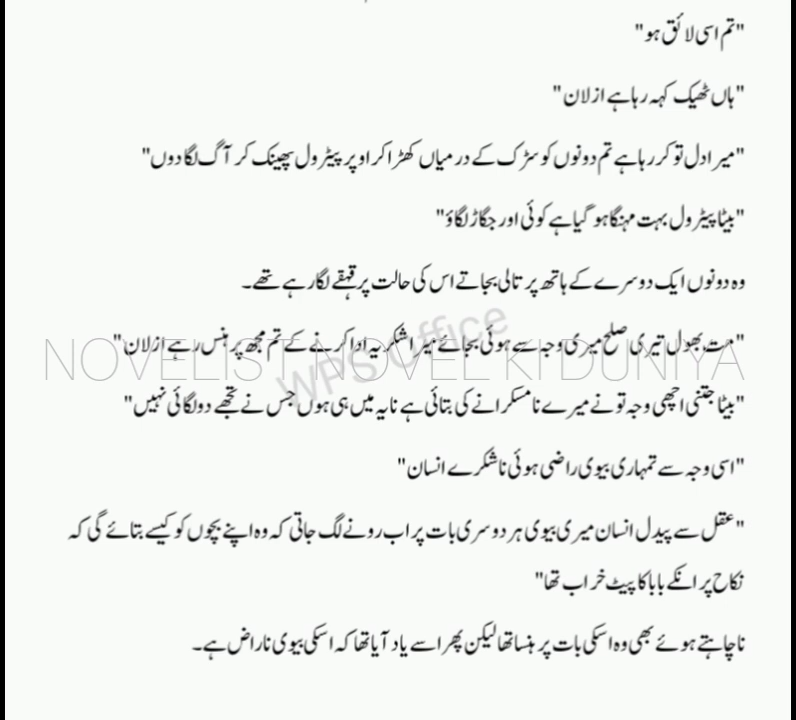 "تم اسی لائق ہو"
"ہاں ٹھیک کہہ رہا ہے ازلان"
"میرا دل تو کر رہا ہے تم دونوں کو سڑک کے درمیاں کھڑا کر اوپر پیٹرول پھینک کر آگ لگا دوں"
"بیٹا پیٹرول بہت مہنگا ہو گیا ہے کوئی اور جگاڑ لگاؤ"
وہ دونوں ایک دوسرے کے ہاتھ پر تالی بجاتے اس کی حالت پر قہقے لگا رہے تھے۔
"مت بھول تیری صلح میری وجہ سے ہوئی بجائے میرا شکریہ ادا کرنے کے تم مجھ پر ہنس رہے ازلان"
NOVELIST NOVEL KI DUNIYA
WPS Office
"بیٹا جتنی اچھی وجہ تو نے میرے نا مسکرانے کی بتائی ہے نا یہ میں ہی ہوں جس نے تجھے دو لگائی نہیں"
"اسی وجہ سے تمہاری بیوی راضی ہوئی ناشکرے انسان"
"عقل سے پیدل انسان میری بیوی ہر دوسری بات پر اب رونے لگ جاتی کہ وہ اپنے بچوں کو کیسے بتائے گی کہ
نکاح پر انکے بابا کا پیٹ خراب تھا"
نا چاہتے ہوئے بھی وہ اسکی بات پر ہنسا تھا لیکن پھر اسے یاد آیا تھا کہ اسکی بیوی ناراض ہے۔